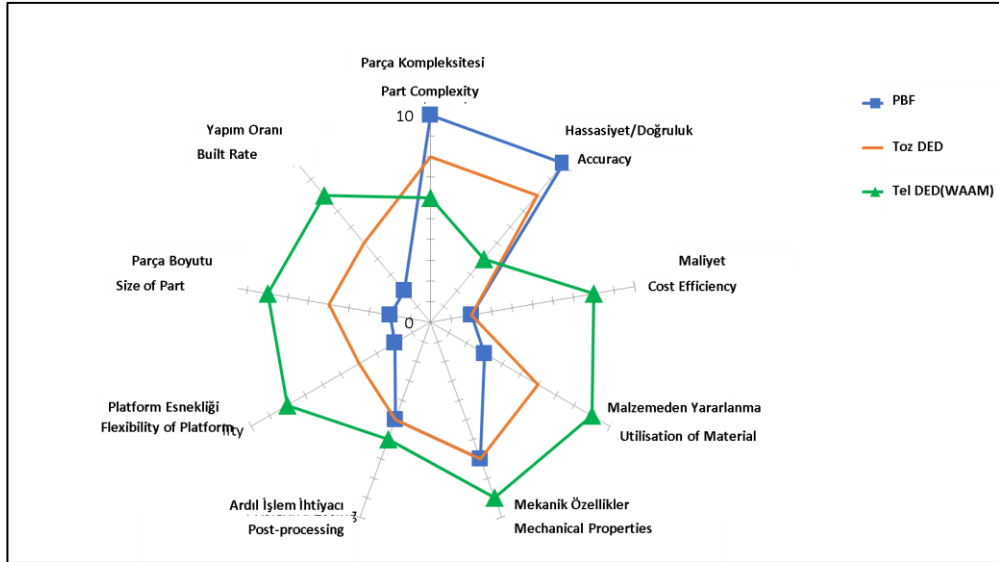 Parça Kompleksitesi
Part Complexity
10
Hassasiyet/Doğruluk
Accuracy
Maliyet
Cost Efficiency
Malzemeden Yararlanma
Utilisation of Material
Mekanik Özellikler
Mechanical Properties
Ardıl İşlem İhtiyacı
Post-processing
Platform Esnekliği
Flexibility of Platform
lity
Parça Boyutu
Size of Part
Yapım Oranı
Built Rate
0
PBF
Toz DED
Tel DED(WAAM)